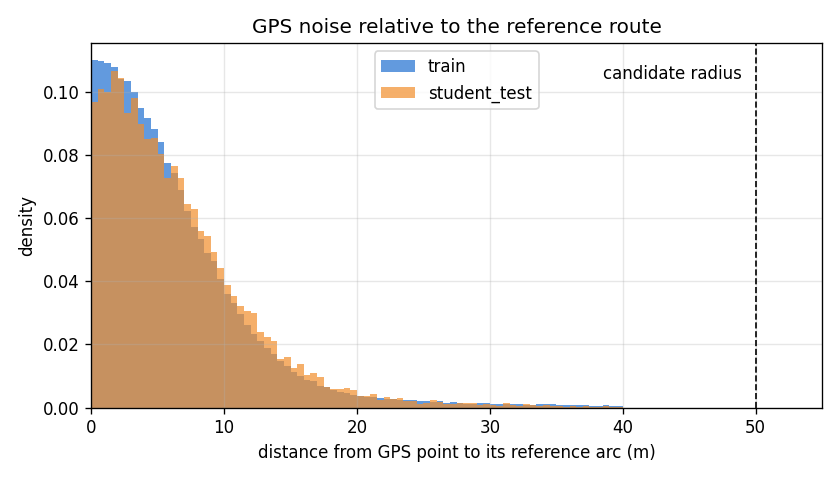 GPS noise relative to the reference route
train
student_test
candidate radius
density
0.10
0.08
0.06
0.04
0.02
0.00
0 10 20 30 40 50
distance from GPS point to its reference arc (m)